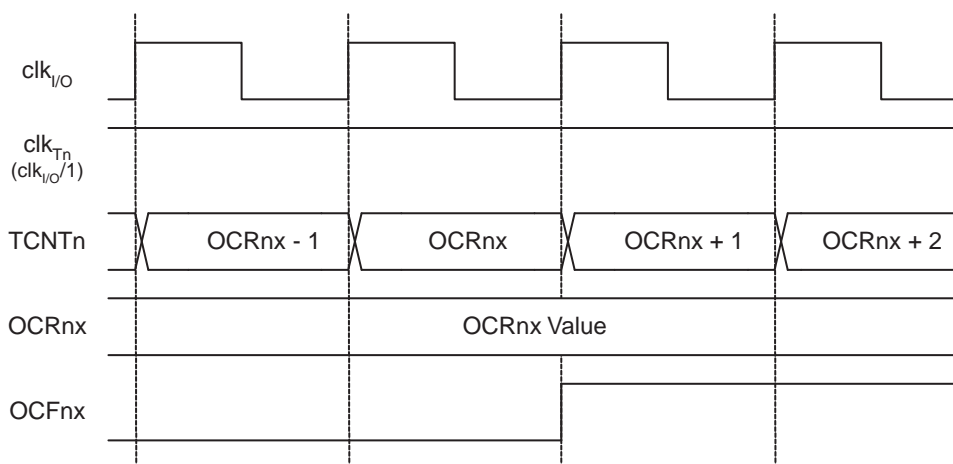 clkI/O
clkTn
(clkI/O/1)
TCNTn
OCRnx - 1
OCRnx
OCRnx + 1
OCRnx + 2
OCRnx
OCRnx Value
OCFnx